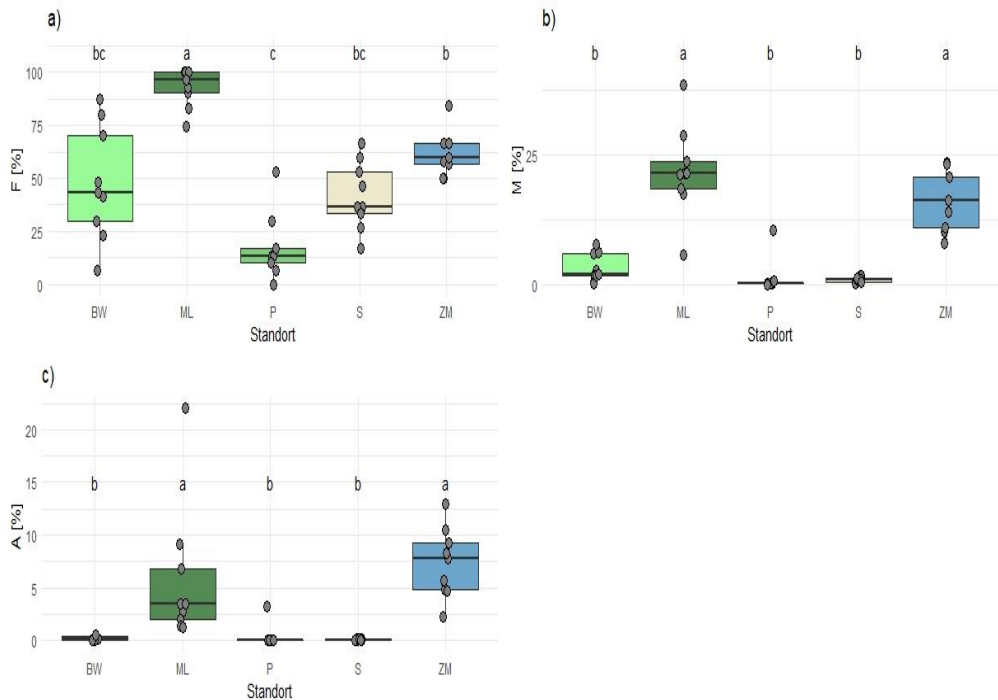 a)
bc a c bc b
100
75
50
25
0
F [%]
BW ML P S ZM
Standort
b)
b a b b a
25
0
M [%]
BW ML P S ZM
Standort
c)
20
b a b b a
15
10
5
0
A [%]
BW ML P S ZM
Standort